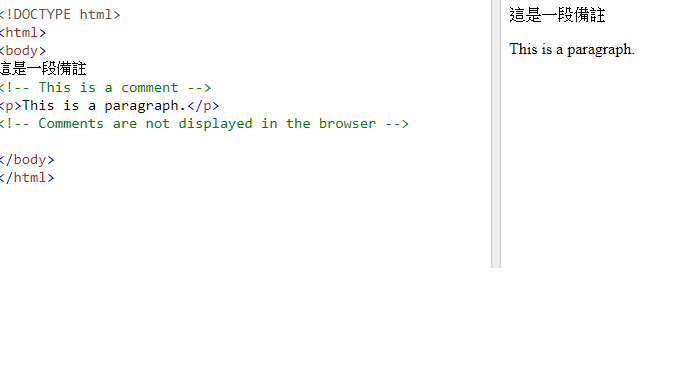 <!DOCTYPE html>
<html>
<body>
這是一段備註
<!-- This is a comment -->
<p>This is a paragraph.</p>
<!-- Comments are not displayed in the browser -->
</body>
</html>
這是一段備註
This is a paragraph.